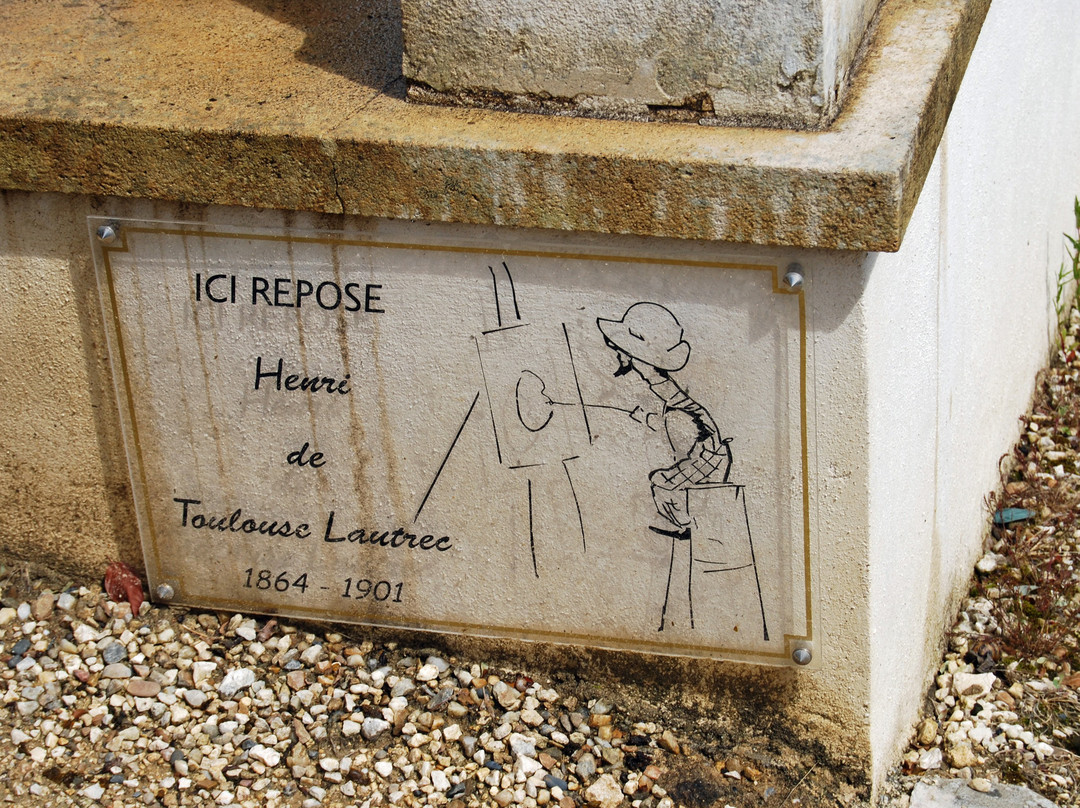 ICI REPOSE
Henri
de
Toulouse Lautrec
1864 - 1901